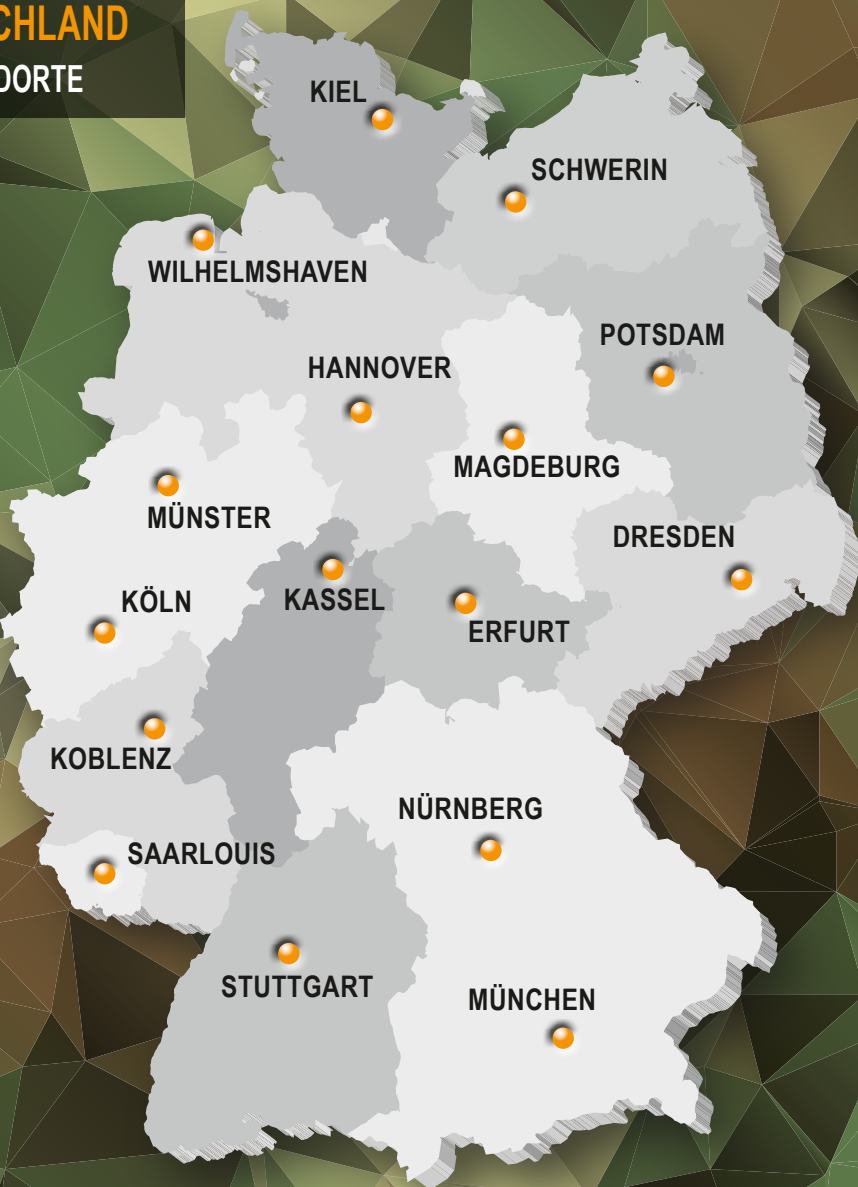 CHLAND
DORTE
KIEL
SCHWERIN
WILHELMSHAVEN
POTSDAM
HANNOVER
MAGDEBURG
MÜNSTER
DRESDEN
KASSEL
KÖLN
ERFURT
KOBLENZ
NÜRNBERG
SAARLOUIS
STUTTGART
MÜNCHEN